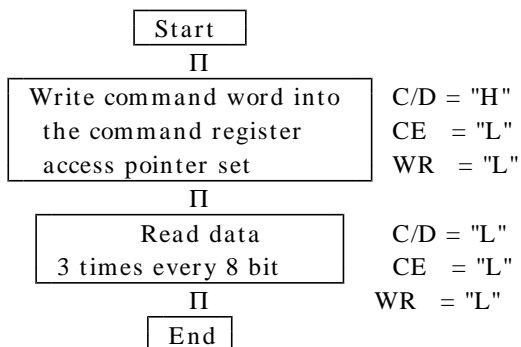 Start
Π
Write command word into C/D = "H"
the command register CE = "L"
access pointer set WR = "L"
Π
Read data C/D = "L"
3 times every 8 bit CE = "L"
Π WR = "L"
End